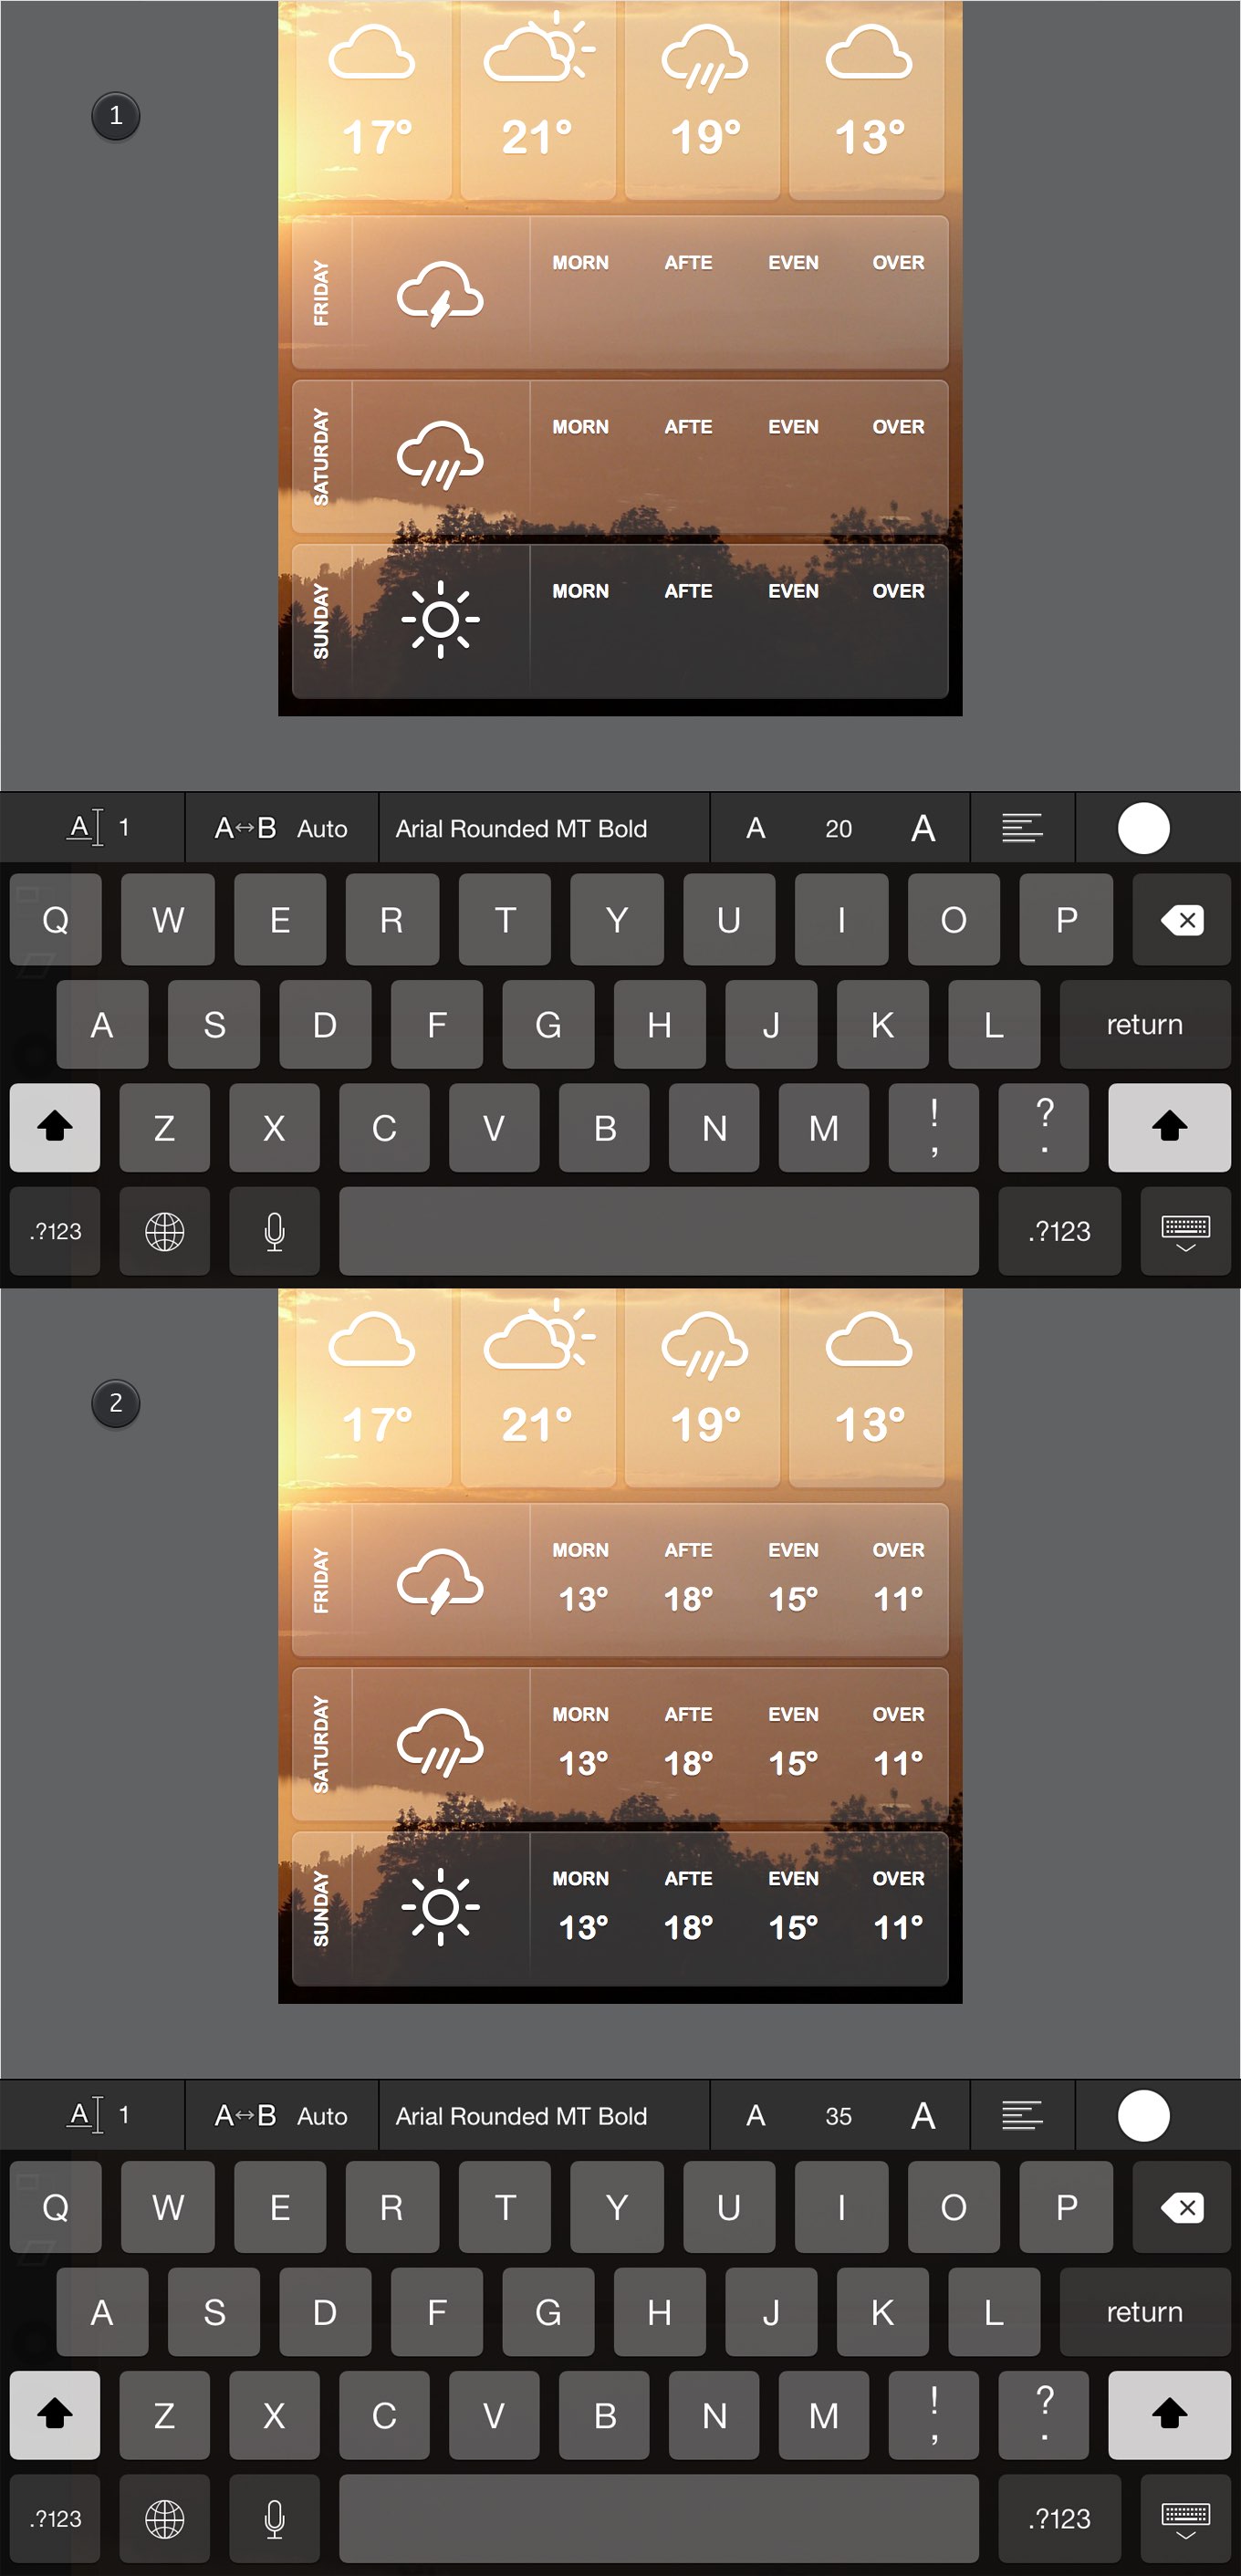 1
17° 21° 19° 13°
FRIDAY
MORN AFTE EVEN OVER
SATURDAY
MORN AFTE EVEN OVER
SUNDAY
MORN AFTE EVEN OVER
A 1 A↔B Auto Arial Rounded MT Bold A 20 A
Q W E R T Y U I O P
A S D F G H J K L return
Z X C V B N M ! , ? .
.?123 .?123
2
17° 21° 19° 13°
FRIDAY
MORN AFTE EVEN OVER
13° 18° 15° 11°
SATURDAY
MORN AFTE EVEN OVER
13° 18° 15° 11°
SUNDAY
MORN AFTE EVEN OVER
13° 18° 15° 11°
A 1 A↔B Auto Arial Rounded MT Bold A 35 A
Q W E R T Y U I O P
A S D F G H J K L return
Z X C V B N M ! , ? .
.?123 .?123